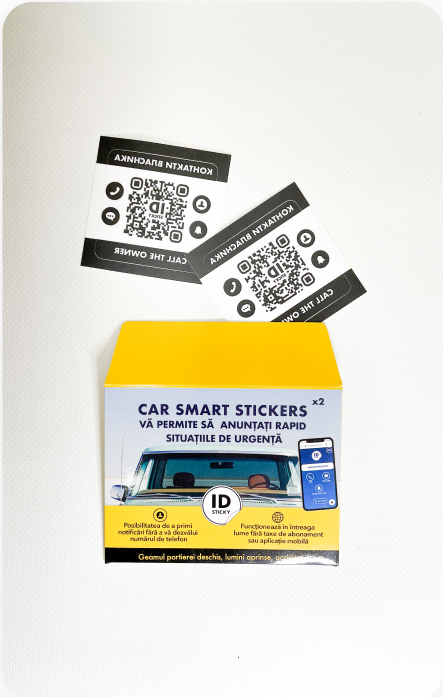 КОНТАКТИ ВЛАСНИКА
ID
STICKY
CALL THE OWNER
КОНТАКТИ ВЛАСНИКА
ID
CALL THE OWNER
CAR SMART STICKERS x2
VĂ PERMITE SĂ ANUNȚAȚI RAPID
SITUAȚIILE DE URGENȚĂ
ID
ID
STICKY
Posibilitatea de a primi
notificări fără a vă dezvălui
numărul de telefon
Funcționează în întreaga
lume fără taxe de abonament
sau aplicație mobilă
Geamul portierei deschis, lumini aprinse,